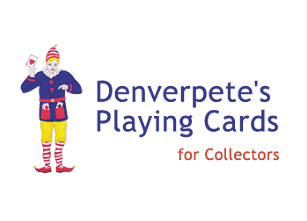 Denverpete's
Playing Cards
for Collectors